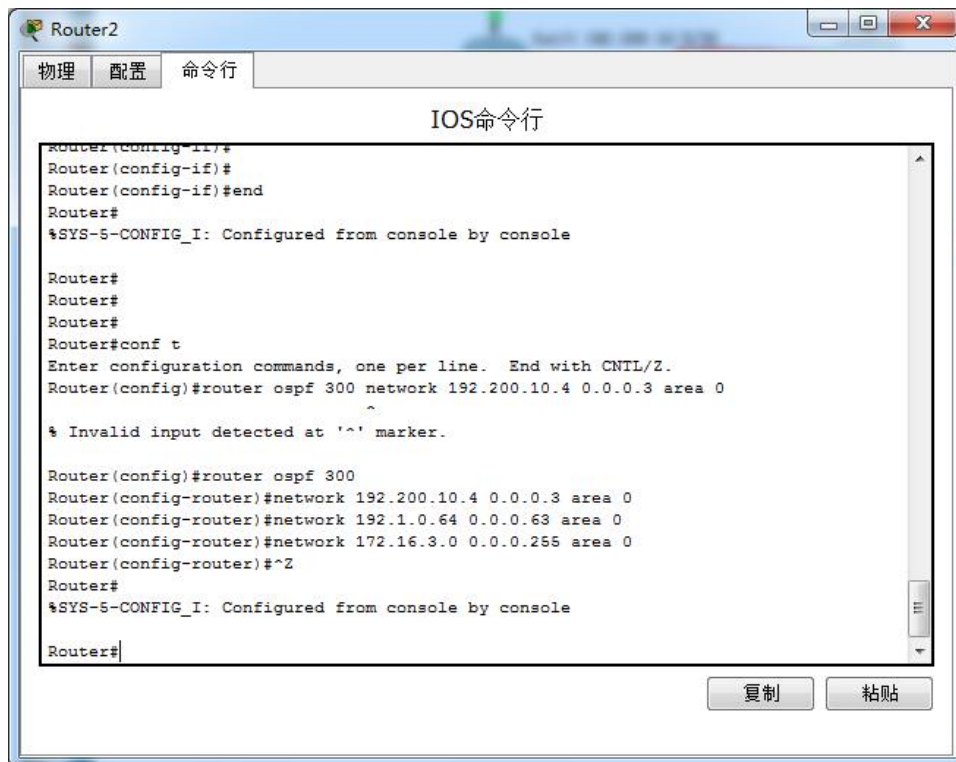 Router2
物理 配置 命令行
IOS命令行
Router(config-if)#
Router(config-if)#
Router(config-if)#end
Router#
%SYS-5-CONFIG_I: Configured from console by console
Router#
Router#
Router#
Router#conf t
Enter configuration commands, one per line.  End with CNTL/Z.
Router(config)#router ospf 300 network 192.200.10.4 0.0.0.3 area 0
^
% Invalid input detected at '^' marker.
Router(config)#router ospf 300
Router(config-router)#network 192.200.10.4 0.0.0.3 area 0
Router(config-router)#network 192.1.0.64 0.0.0.63 area 0
Router(config-router)#network 172.16.3.0 0.0.0.255 area 0
Router(config-router)#^Z
Router#
%SYS-5-CONFIG_I: Configured from console by console
Router#
复制 粘贴